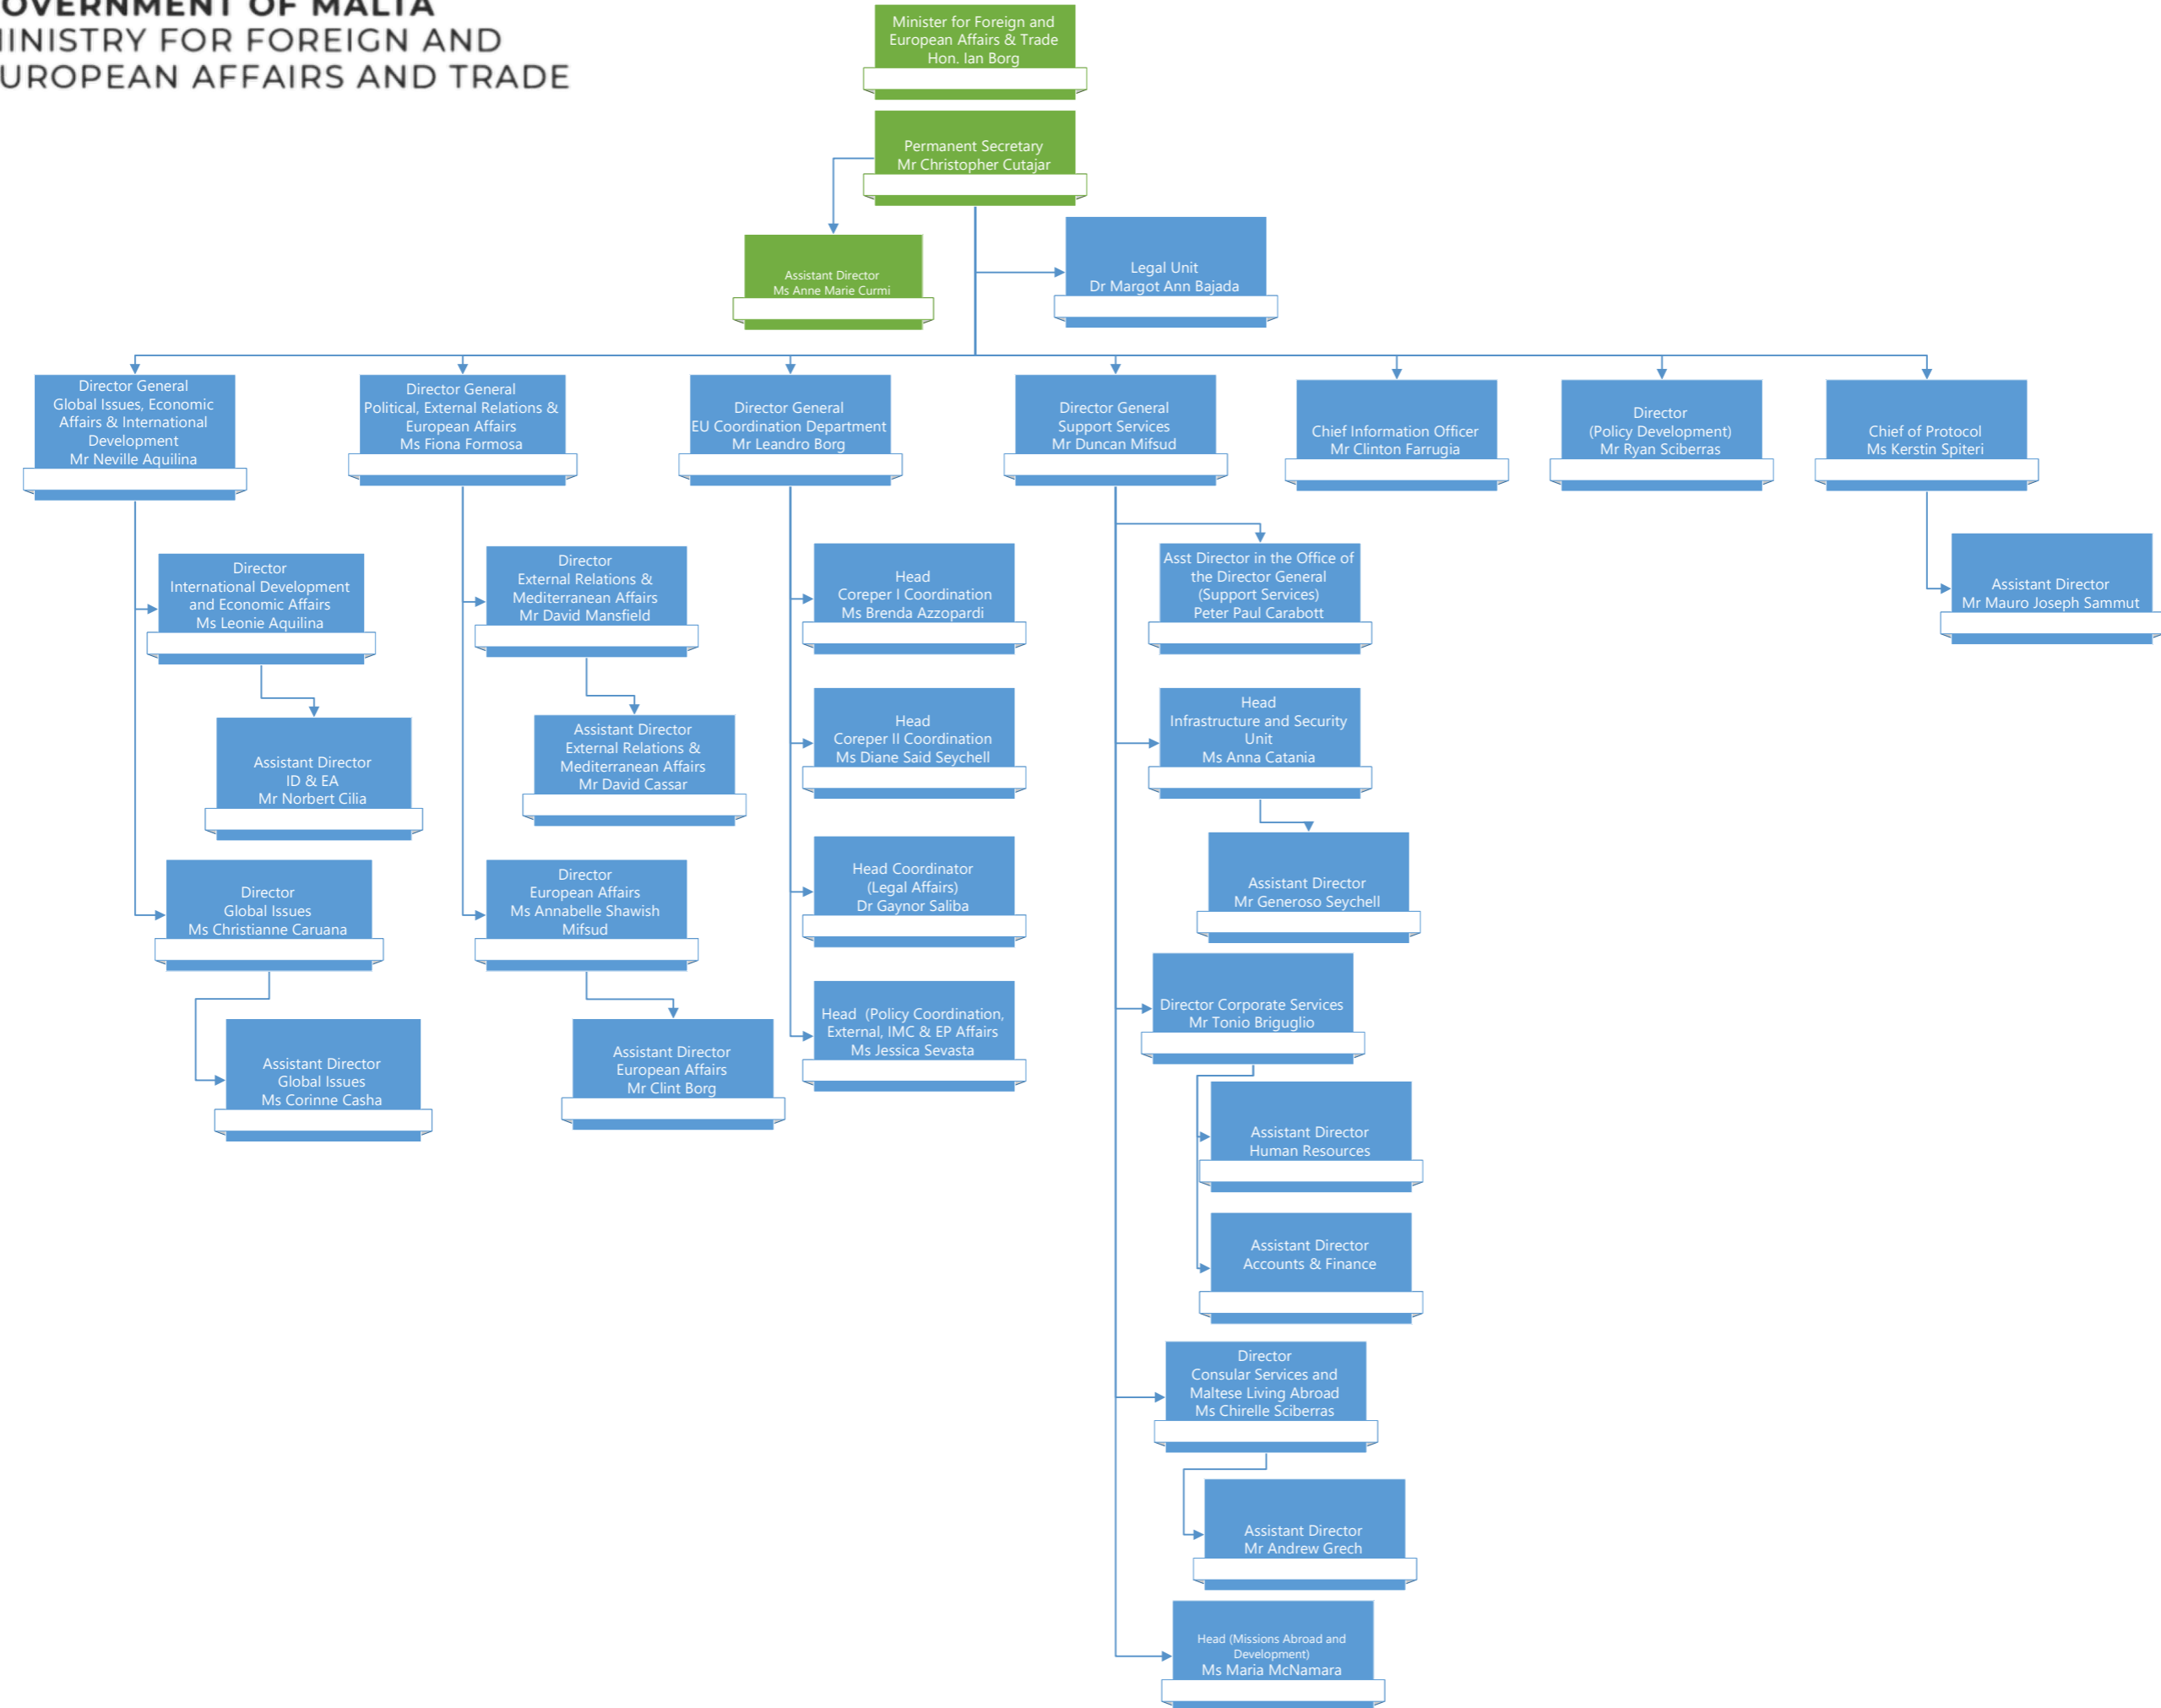 OVERNMENT OF MALTA
INISTRY FOR FOREIGN AND
UROPEAN AFFAIRS AND TRADE
Minister for Foreign and
European Affairs & Trade
Hon. Ian Borg
Permanent Secretary
Mr Christopher Cutajar
Assistant Director
Ms Anne Marie Curmi
Legal Unit
Dr Margot Ann Bajada
Director General
Global Issues, Economic
Affairs & International
Development
Mr Neville Aquilina
Director General
Political, External Relations &
European Affairs
Ms Fiona Formosa
Director General
EU Coordination Department
Mr Leandro Borg
Director General
Support Services
Mr Duncan Mifsud
Chief Information Officer
Mr Clinton Farrugia
Director
(Policy Development)
Mr Ryan Sciberras
Chief of Protocol
Ms Kerstin Spiteri
Director
International Development
and Economic Affairs
Ms Leonie Aquilina
Assistant Director
ID & EA
Mr Norbert Cilia
Director
Global Issues
Ms Christianne Caruana
Assistant Director
Global Issues
Ms Corinne Casha
Director
External Relations &
Mediterranean Affairs
Mr David Mansfield
Assistant Director
External Relations &
Mediterranean Affairs
Mr David Cassar
Director
European Affairs
Ms Annabelle Shawish
Mifsud
Assistant Director
European Affairs
Mr Clint Borg
Head
Coreper I Coordination
Ms Brenda Azzopardi
Head
Coreper II Coordination
Ms Diane Said Seychell
Head Coordinator
(Legal Affairs)
Dr Gaynor Saliba
Head (Policy Coordination,
External, IMC & EP Affairs
Ms Jessica Sevasta
Asst Director in the Office of
the Director General
(Support Services)
Peter Paul Carabott
Head
Infrastructure and Security
Unit
Ms Anna Catania
Assistant Director
Mr Generoso Seychell
Director Corporate Services
Mr Tonio Briguglio
Assistant Director
Human Resources
Assistant Director
Accounts & Finance
Director
Consular Services and
Maltese Living Abroad
Ms Chirelle Sciberras
Assistant Director
Mr Andrew Grech
Head (Missions Abroad and
Development)
Ms Maria McNamara
Assistant Director
Mr Mauro Joseph Sammut